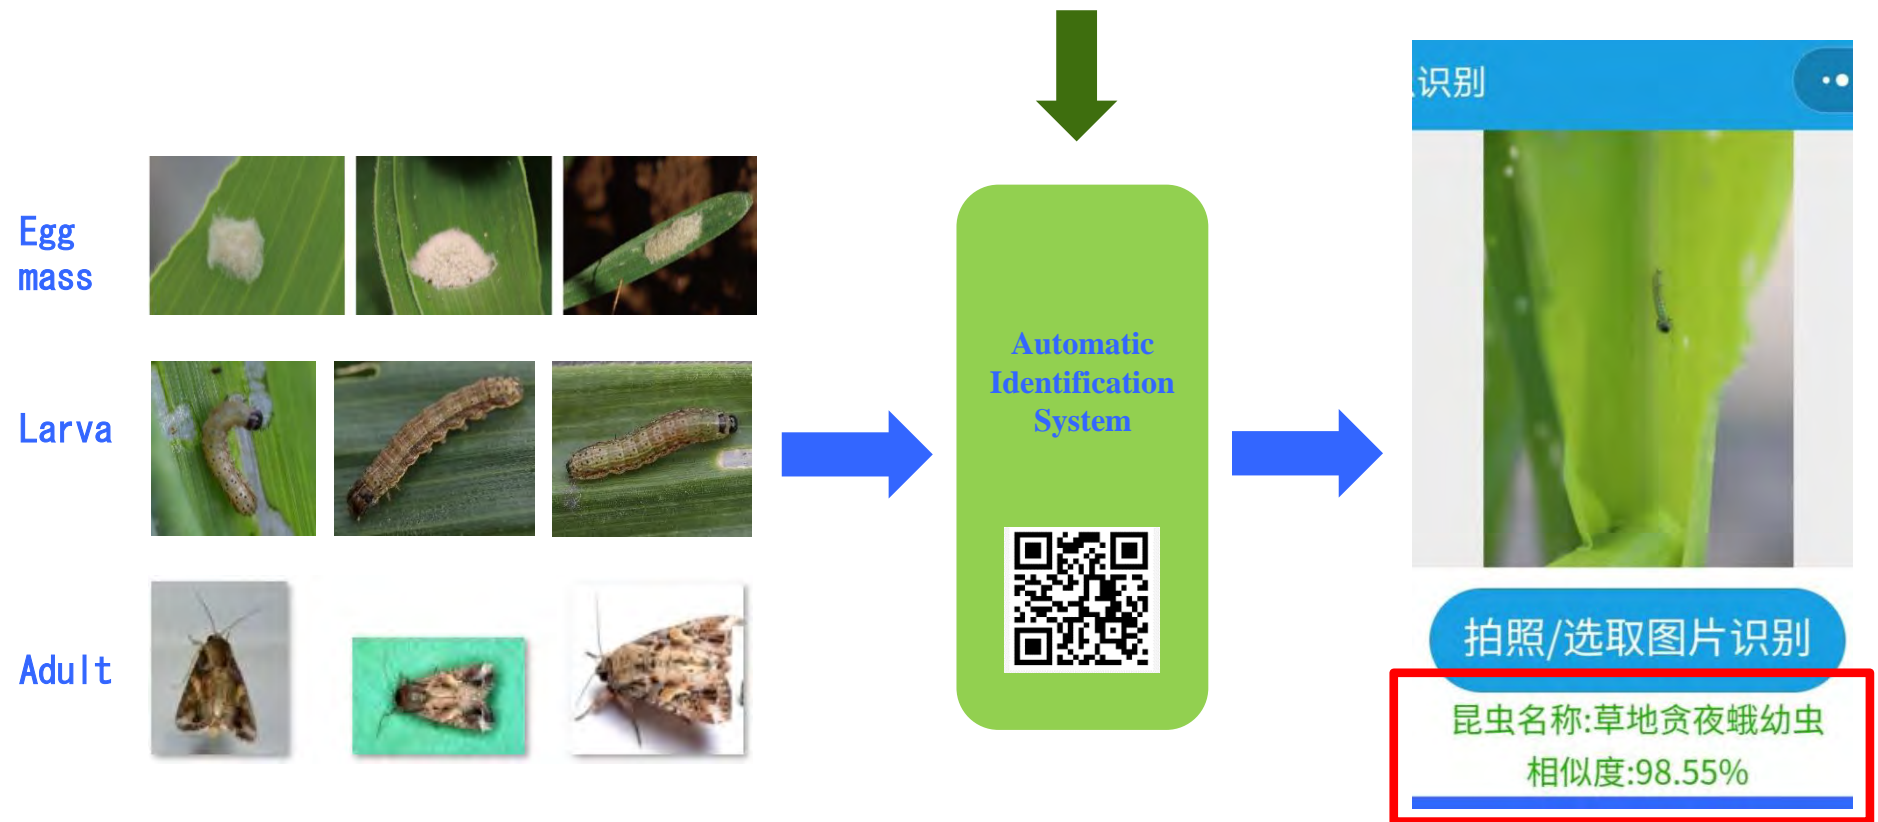 Egg
mass
Larva
Adult
Automatic
Identification
System
识别
拍照/选取图片识别
昆虫名称:草地贪夜蛾幼虫
相似度:98.55%